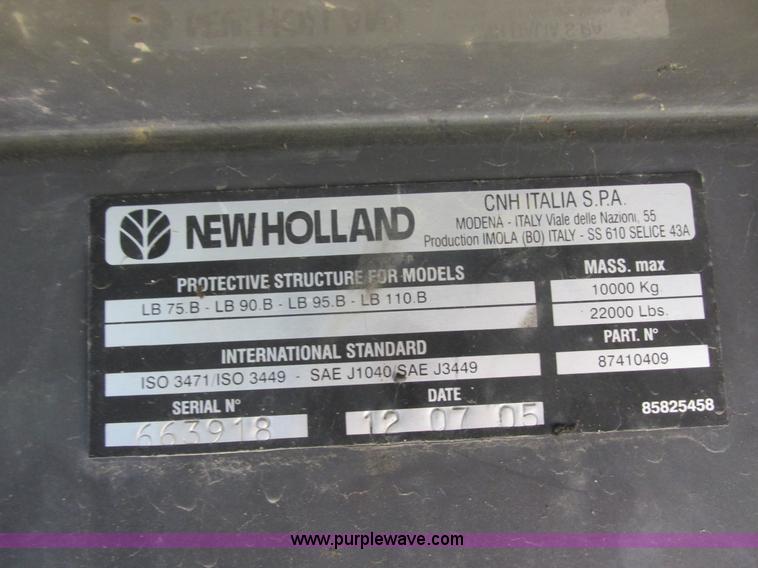 NEW HOLLAND
CNH ITALIA S.P.A.
MODENA - ITALY Viale delle Nazioni, 55
Production IMOLA (BO) ITALY - SS 610 SELICE 43A
PROTECTIVE STRUCTURE FOR MODELS
LB 75.B - LB 90.B - LB 95.B - LB 110.B
MASS. max
10000 Kg
22000 Lbs.
INTERNATIONAL STANDARD
ISO 3471/ISO 3449 - SAE J1040/SAE J3449
PART. N°
87410409
SERIAL N°
663918
DATE
12 07 05
85825458
www.purplewave.com